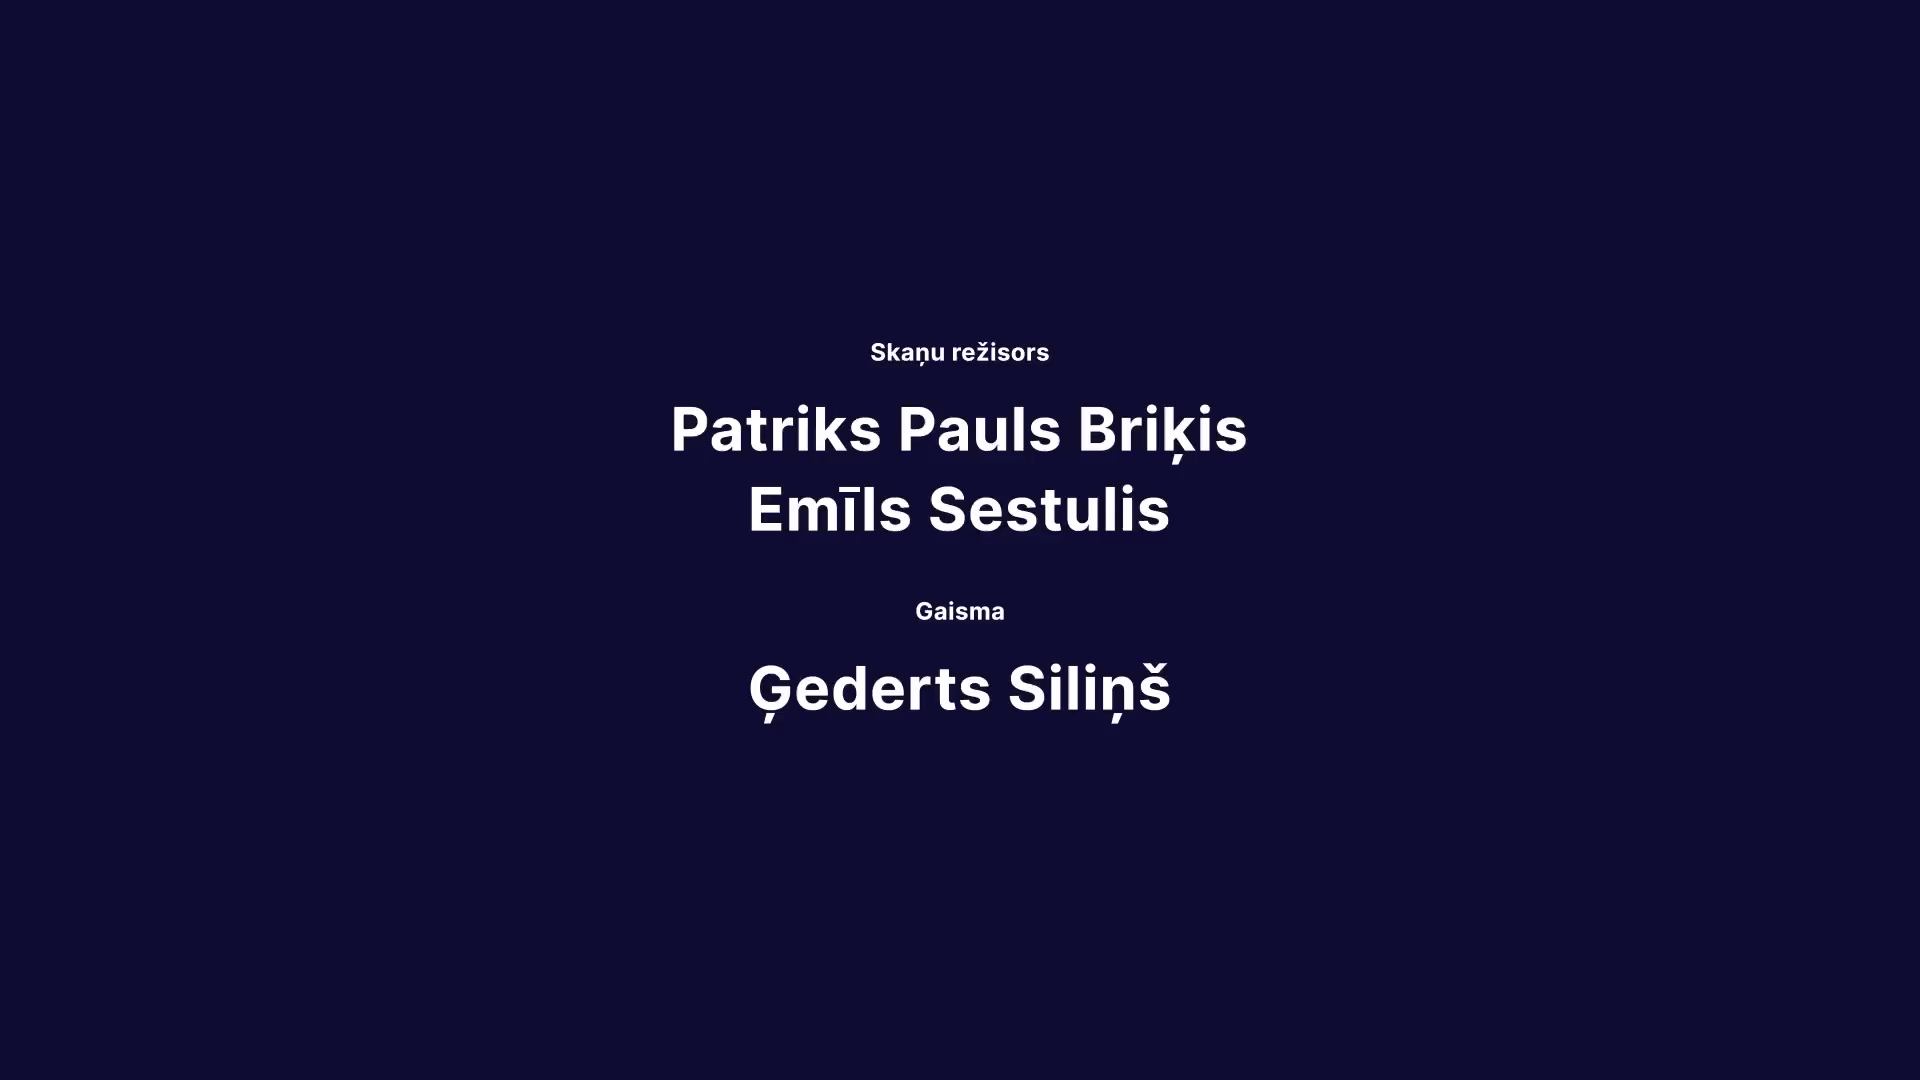 Skaņu režisors
Patriks Pauls Briķis
Emīls Sestulis
Gaisma
Ģederts Siliņš